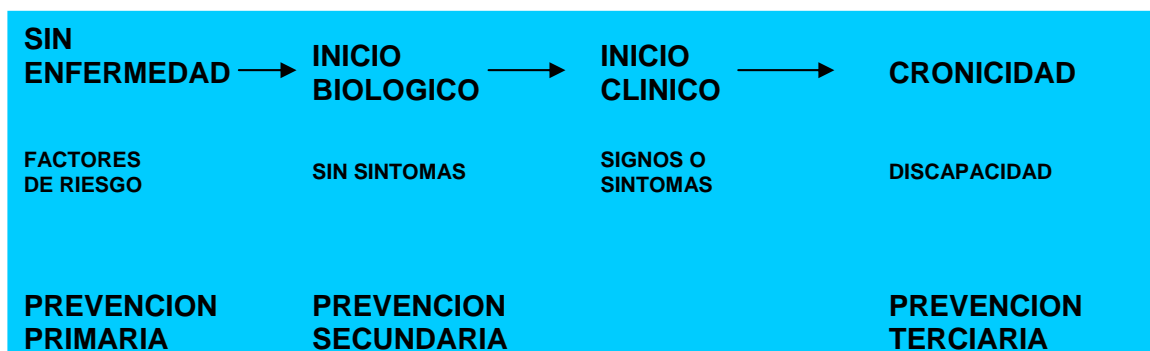 SIN
ENFERMEDAD
INICIO
BIOLOGICO
INICIO
CLINICO
CRONICIDAD
FACTORES
DE RIESGO
SIN SINTOMAS
SIGNOS O
SINTOMAS
DISCAPACIDAD
PREVENCION
PRIMARIA
PREVENCION
SECUNDARIA
PREVENCION
TERCIARIA